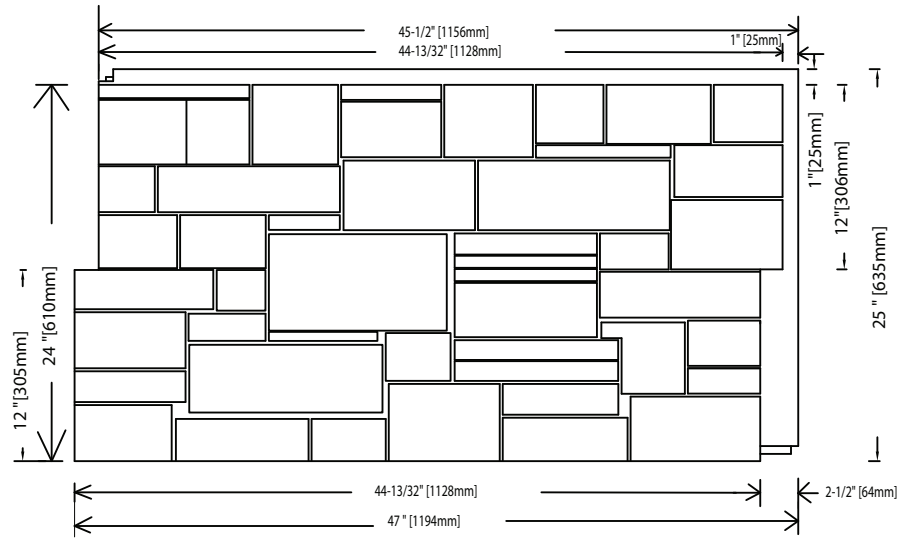 45-1/2" [1156mm]
44-13/32" [1128mm]
1" [25mm]
1"[25mm]
12"[306mm]
25 " [635mm]
24 "[610mm]
12 "[305mm]
44-13/32" [1128mm]
2-1/2" [64mm]
47 " [1194mm]